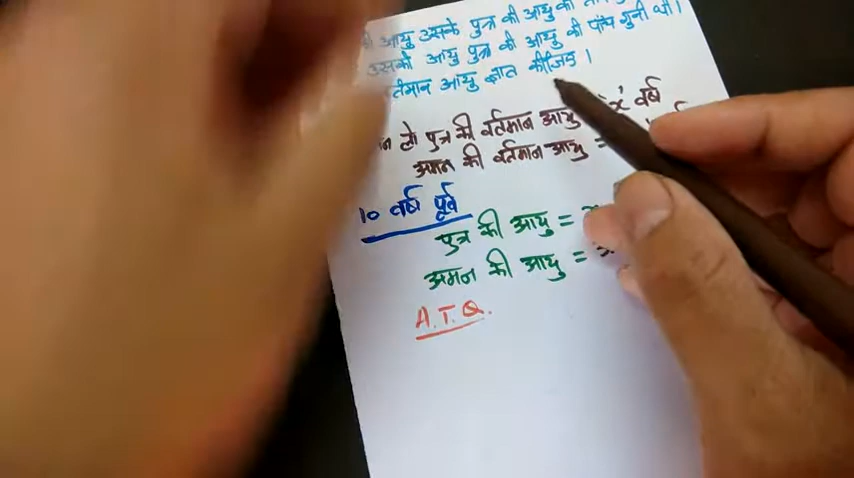 आयु उसके पुत्र की आयु की
उसकी आयु पुत्र की आयु की पांच गुनी थी।
आयु ज्ञात कीजिए।
लो पुत्र की वर्तमान आयु 'x' वर्ष
अमन की वर्तमान आयु =
10 वर्ष पूर्व
पुत्र की आयु =
अमन की आयु =
A.T.Q.